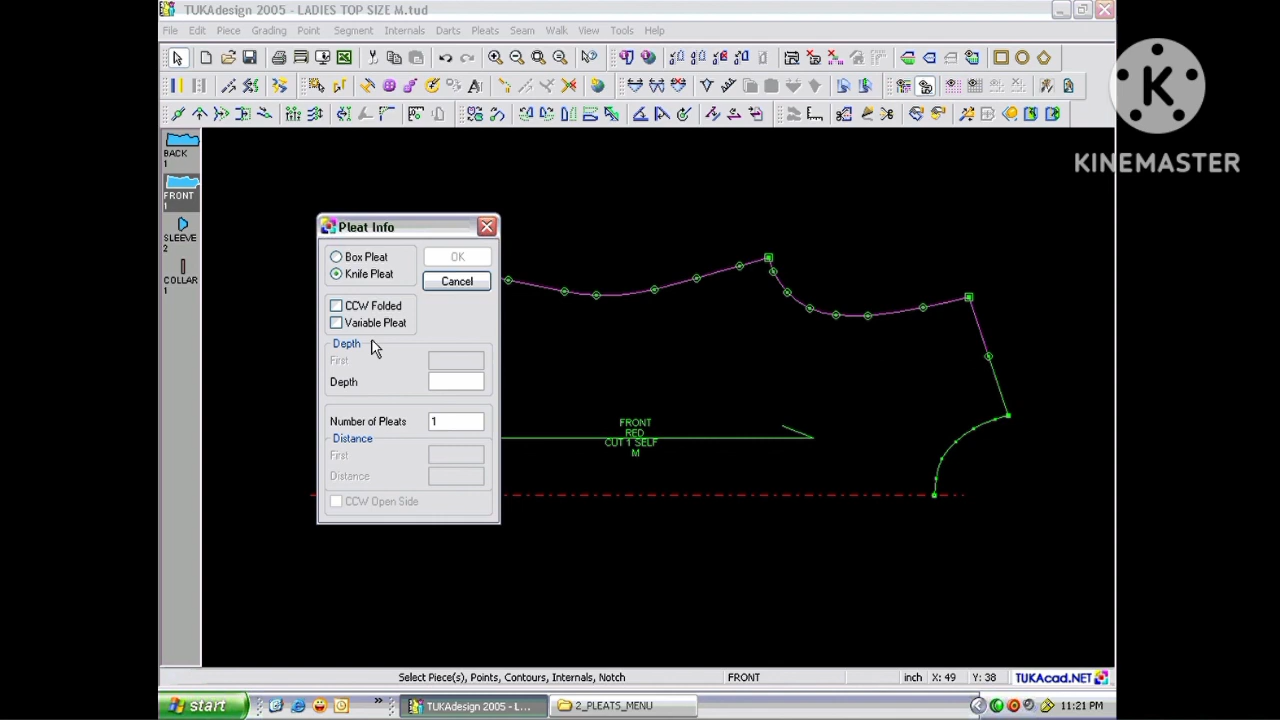 TUKAdesign 2005 - LADIES TOP SIZE M.tud
File Edit Piece Grading Point Segment Internals Darts Pleats Seam Walk View Tools Help
K
KINEMASTER
BACK
1
FRONT
1
SLEEVE
2
COLLAR
1
Pleat Info
Box Pleat
OK
Knife Pleat
Cancel
CCW Folded
Variable Pleat
Depth
First
Depth
Number of Pleats 1
Distance
First
Distance
CCW Open Side
FRONT
RED
CUT 1 SELF
M
Select Piece(s), Points, Contours, Internals, Notch FRONT inch X: 49 Y: 38 TUKAcad.NET
start TUKAdesign 2005 - L... 2_PLEATS_MENU 11:21 PM